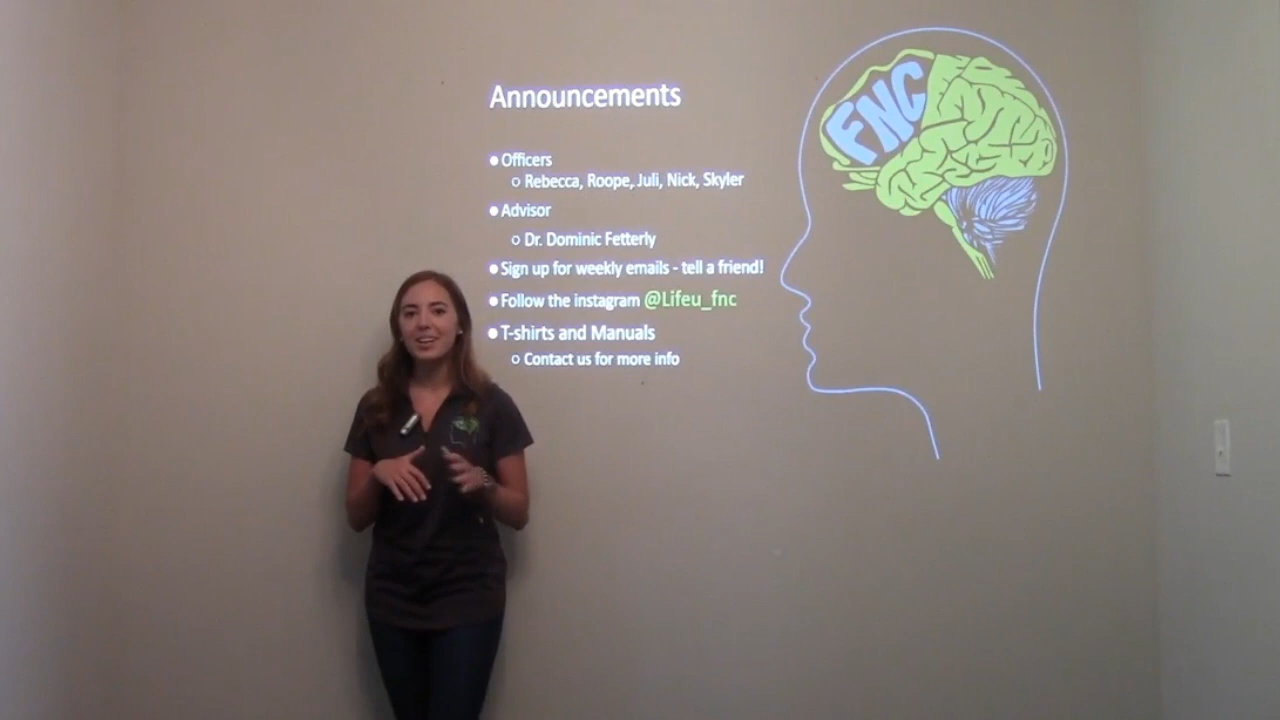 Announcements
● Officers
○ Rebecca, Roope, Juli, Nick, Skyler
● Advisor
○ Dr. Dominic Fetterly
● Sign up for weekly emails - tell a friend!
● Follow the instagram @Lifeu_fnc
● T-shirts and Manuals
○ Contact us for more info
FNC